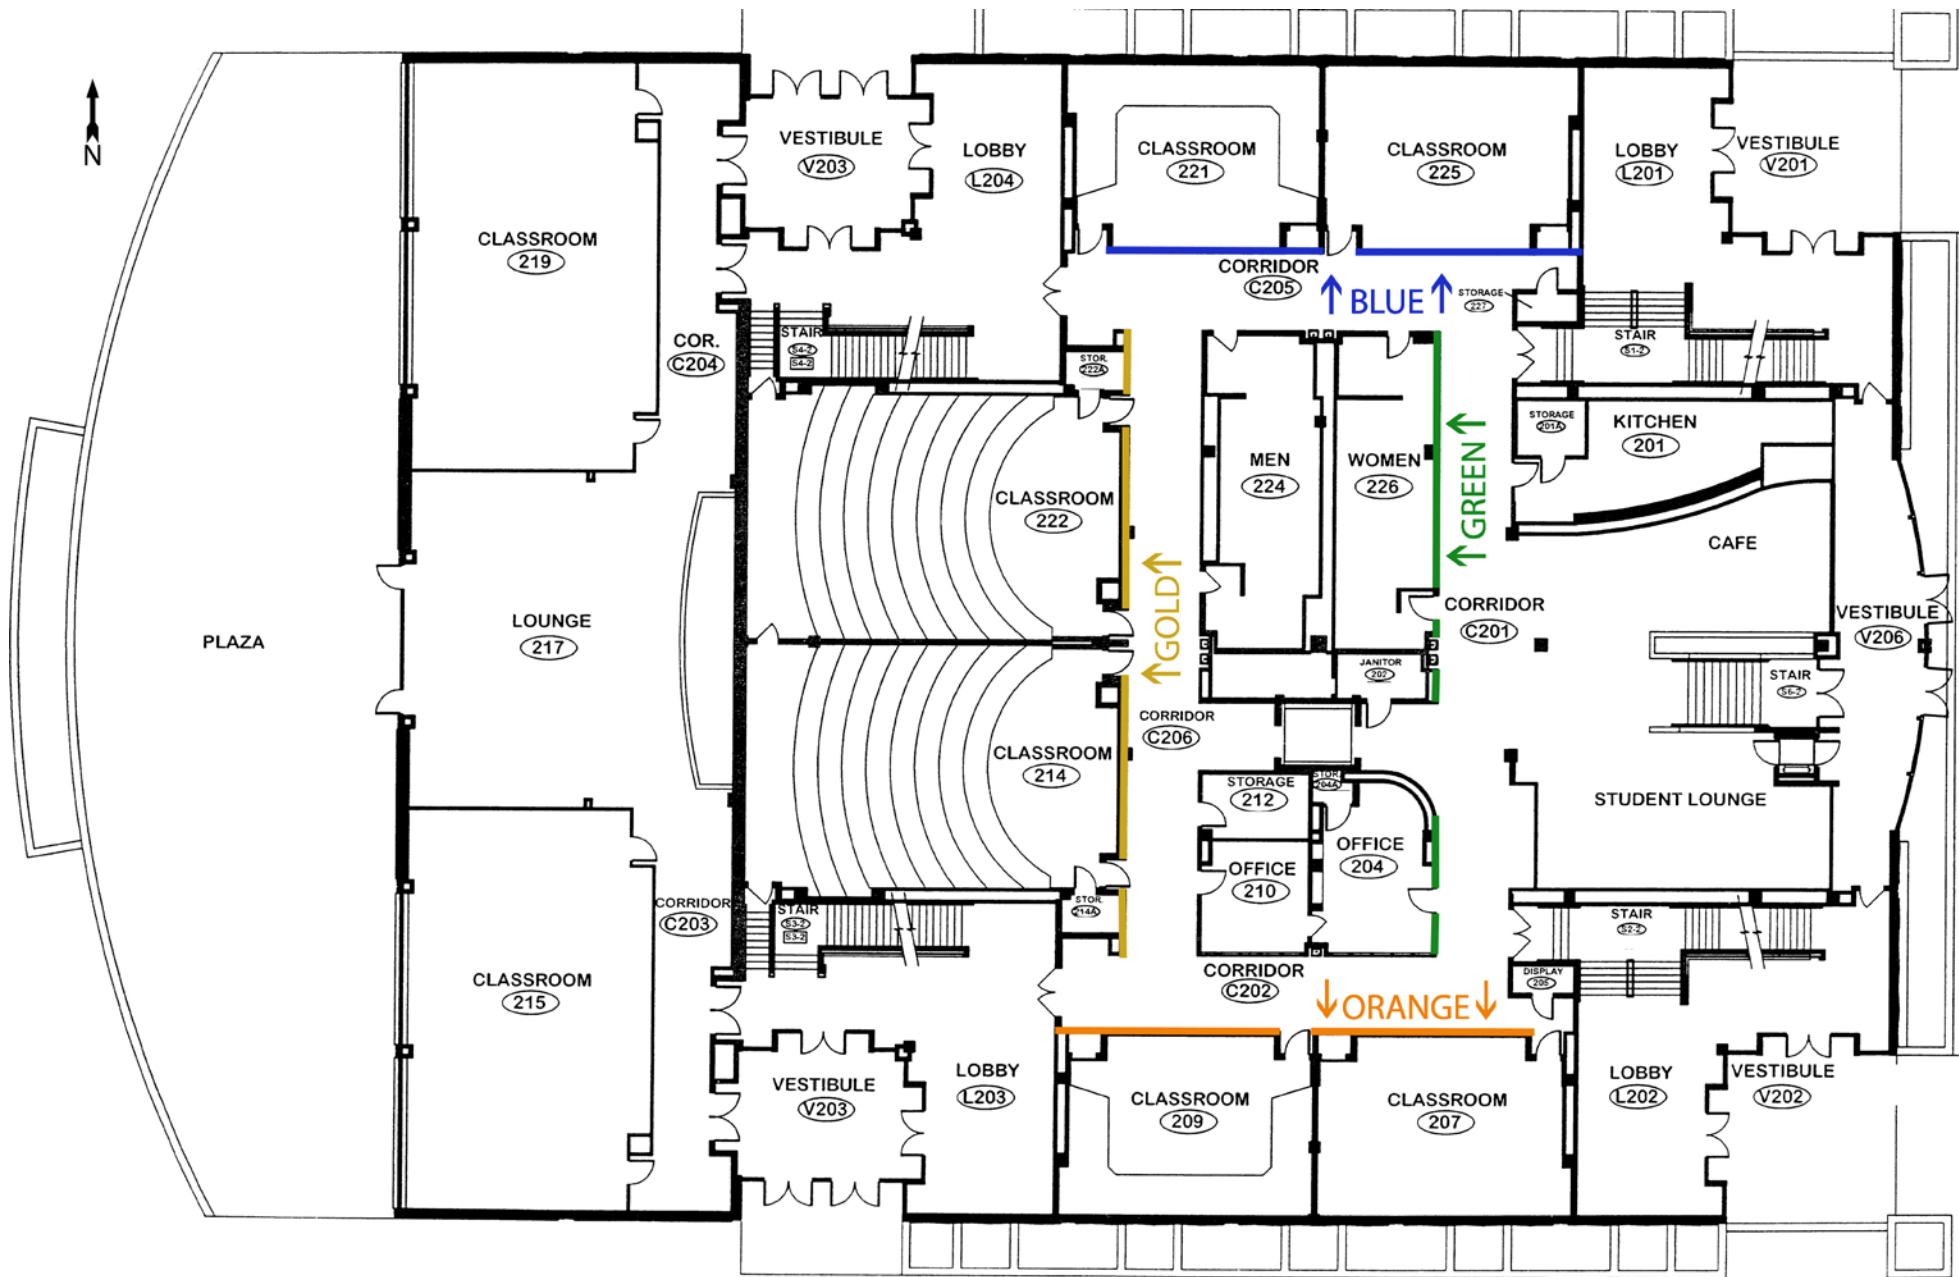 N
VESTIBULE
V203
LOBBY
L204
CLASSROOM
221
CLASSROOM
225
LOBBY
L201
VESTIBULE
V201
CLASSROOM
219
CORRIDOR
C205
↑ BLUE ↑
STORAGE
227
COR.
C204
STAIR
S4-2
S4-2
STOR.
222A
STAIR
S1-2
STORAGE
201A
KITCHEN
201
MEN
224
WOMEN
226
↑GREEN↑
CLASSROOM
222
CAFE
↑GOLD↑
PLAZA
LOUNGE
217
CORRIDOR
C201
VESTIBULE
V206
JANITOR
202
STAIR
S6-2
CORRIDOR
C206
CLASSROOM
214
STORAGE
212
STOR.
204A
STUDENT LOUNGE
OFFICE
204
OFFICE
210
CORRIDOR
C203
STAIR
S3-2
S3-2
STOR.
214A
STAIR
S2-2
CLASSROOM
215
CORRIDOR
C202
↓ORANGE↓
DISPLAY
205
VESTIBULE
V203
LOBBY
L203
CLASSROOM
209
CLASSROOM
207
LOBBY
L202
VESTIBULE
V202